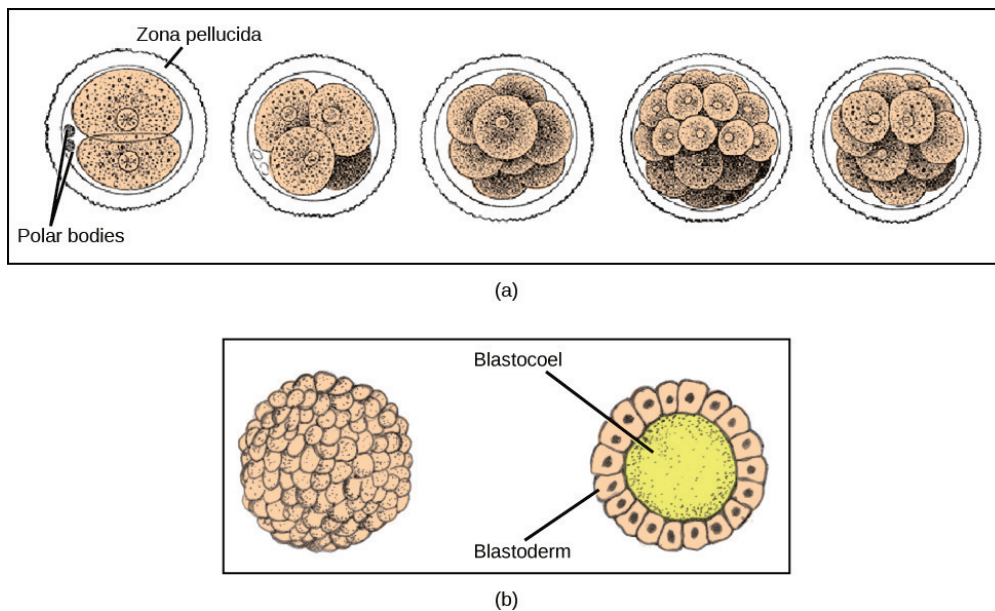 Zona pellucida
Polar bodies
(a)
Blastocoel
Blastoderm
(b)